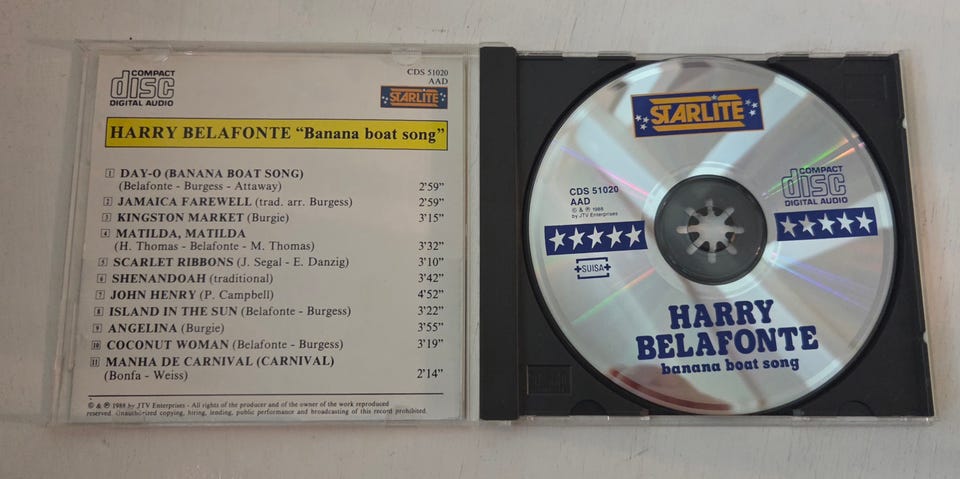 COMPACT
disc
DIGITAL AUDIO
CDS 51020
AAD
STARLITE
HARRY BELAFONTE “Banana boat song”
1 DAY-O (BANANA BOAT SONG)
(Belafonte - Burgess - Attaway) 2'59"
2 JAMAICA FAREWELL (trad. arr. Burgess) 2'59"
3 KINGSTON MARKET (Burgie) 3'15"
4 MATILDA, MATILDA
(H. Thomas - Belafonte - M. Thomas) 3'32"
5 SCARLET RIBBONS (J. Segal - E. Danzig) 3'10"
6 SHENANDOAH (traditional) 3'42"
7 JOHN HENRY (P. Campbell) 4'52"
8 ISLAND IN THE SUN (Belafonte - Burgess) 3'22"
9 ANGELINA (Burgie) 3'55"
10 COCONUT WOMAN (Belafonte - Burgess) 3'19"
11 MANHA DE CARNIVAL (CARNIVAL)
(Bonfa - Weiss) 2'14"
© & ℗ 1988 by JTV Enterprises - All rights of the producer and of the owner of the work reproduced
reserved. Unauthorized copying, hiring, lending, public performance and broadcasting of this record prohibited.
STARLITE
CDS 51020
AAD
© & ℗ 1988
by JTV Enterprises
COMPACT
disc
DIGITAL AUDIO
SUISA
HARRY
BELAFONTE
banana boat song